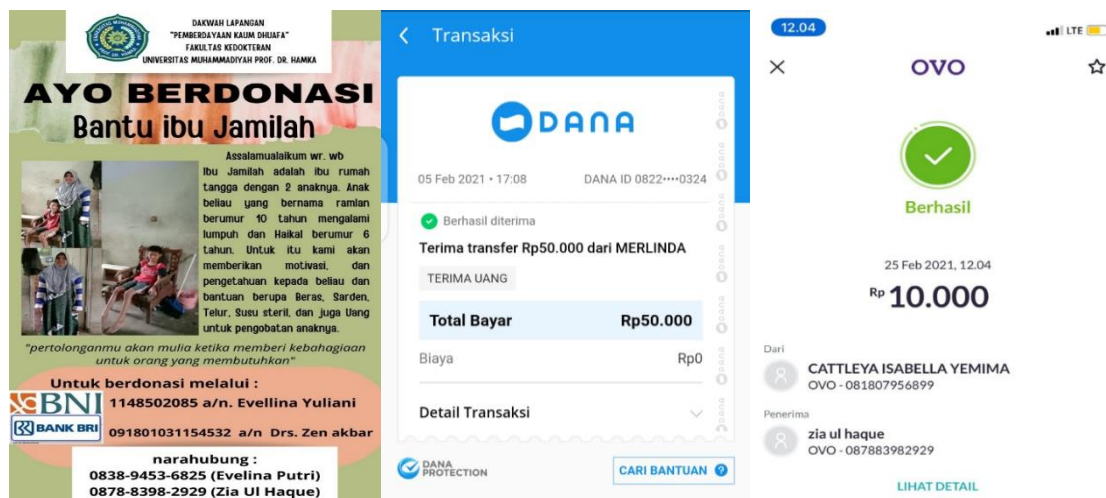 DAKWAH LAPANGAN
"PEMBERDAYAAN KAUM DHUAFA"
FAKULTAS KEDOKTERAN
UNIVERSITAS MUHAMMADIYAH PROF. DR. HAMKA
AYO BERDONASI
Bantu ibu Jamilah
Assalamualaikum wr. wb
Ibu Jamilah adalah ibu rumah
tangga dengan 2 anaknya. Anak
beliau yang bernama ramlan
berumur 10 tahun mengalami
lumpuh dan Haikal berumur 6
tahun. Untuk itu kami akan
memberikan motivasi, dan
pengetahuan kepada beliau dan
bantuan berupa Beras, Sarden,
Telur, Susu steril, dan juga Uang
untuk pengobatan anaknya.
"pertolonganmu akan mulia ketika memberi kebahagiaan
untuk orang yang membutuhkan"
Untuk berdonasi melalui :
BNI 1148502085 a/n. Evellina Yuliani
BANK BRI 091801031154532 a/n Drs. Zen akbar
narahubung :
0838-9453-6825 (Evelina Putri)
0878-8398-2929 (Zia Ul Haque)
Transaksi
DANA
05 Feb 2021 • 17:08 DANA ID 0822••••0324
Berhasil diterima
Terima transfer Rp50.000 dari MERLINDA
TERIMA UANG
Total Bayar Rp50.000
Biaya Rp0
Detail Transaksi
DANA
PROTECTION
CARI BANTUAN
12.04 LTE
OVO
Berhasil
25 Feb 2021, 12.04
Rp 10.000
Dari
CATTLEYA ISABELLA YEMIMA
OVO - 081807956899
Penerima
zia ul haque
OVO - 087883982929
LIHAT DETAIL